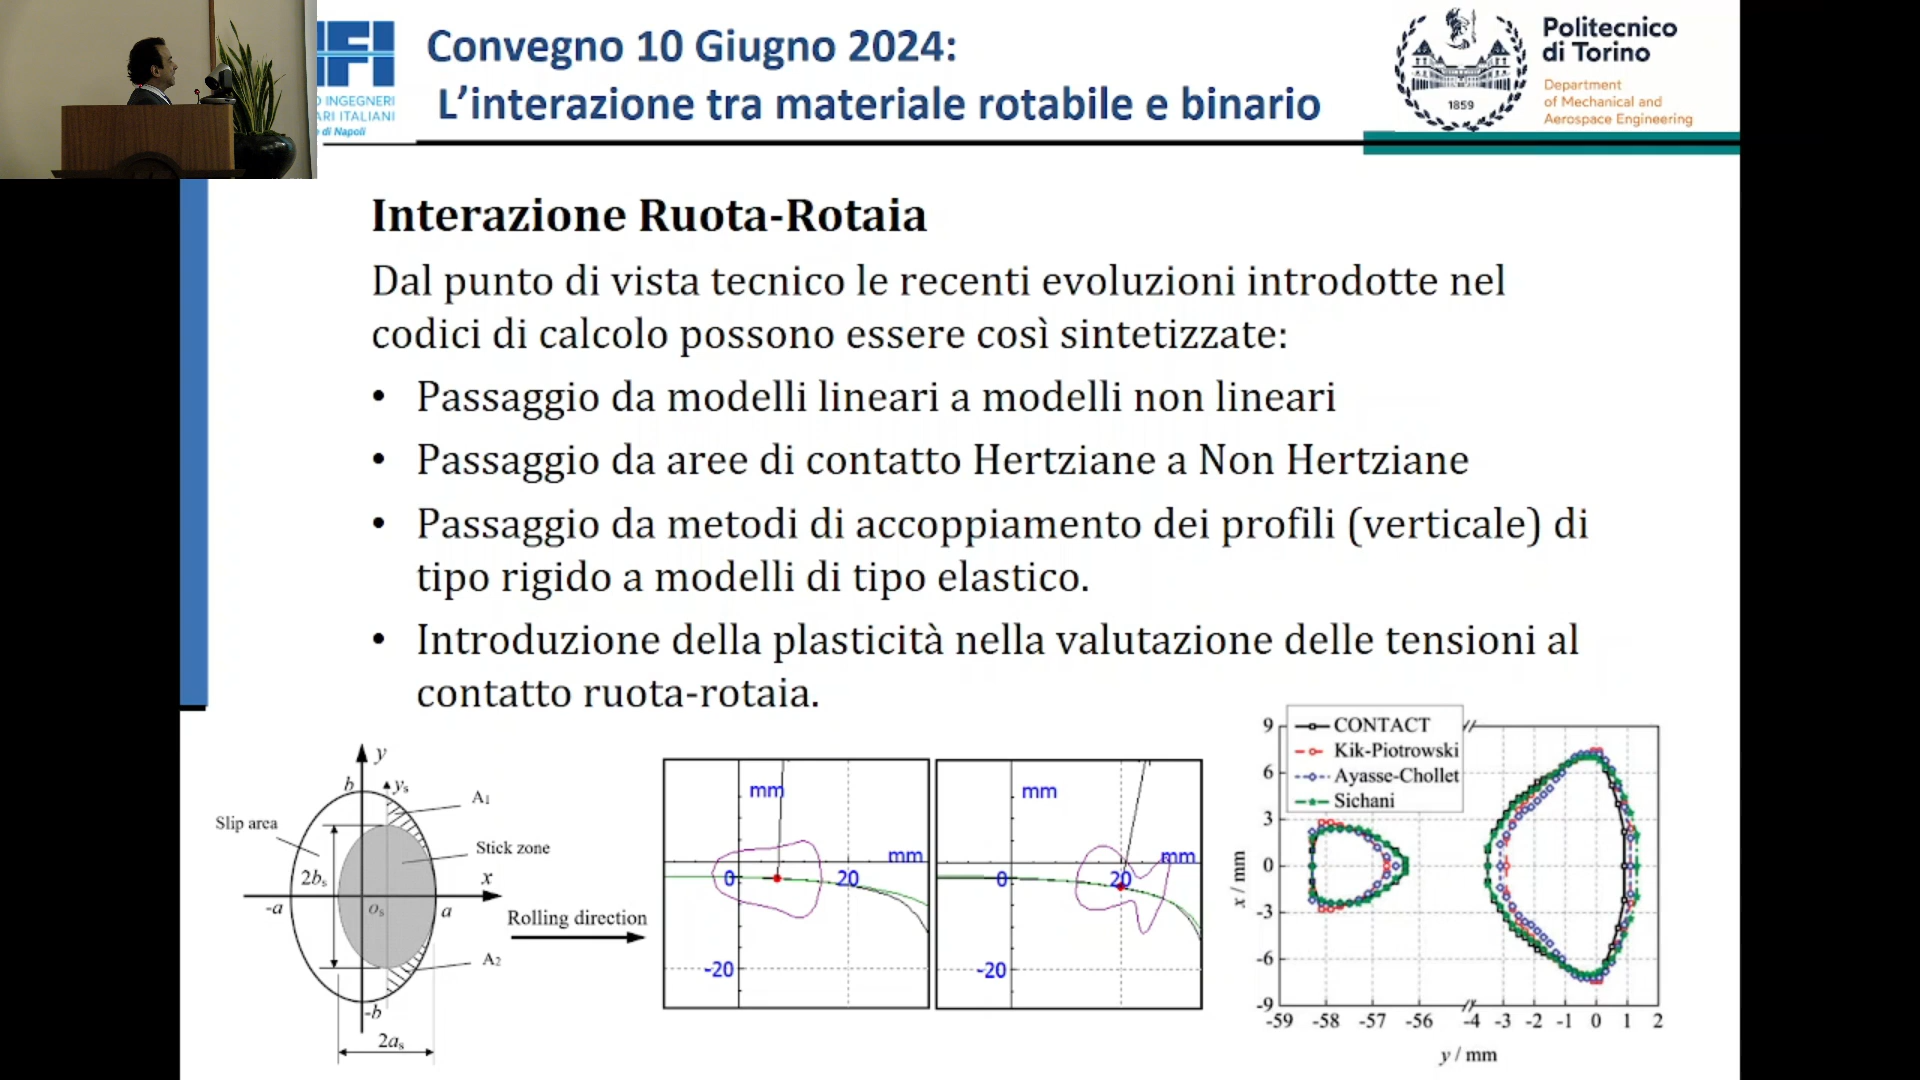 IFI
O INGEGNERI
ARI ITALIANI
di Napoli
Convegno 10 Giugno 2024:
L’interazione tra materiale rotabile e binario
1859
Politecnico
di Torino
Department
of Mechanical and
Aerospace Engineering
Interazione Ruota-Rotaia
Dal punto di vista tecnico le recenti evoluzioni introdotte nel
codici di calcolo possono essere così sintetizzate:
• Passaggio da modelli lineari a modelli non lineari
• Passaggio da aree di contatto Hertziane a Non Hertziane
• Passaggio da metodi di accoppiamento dei profili (verticale) di
tipo rigido a modelli di tipo elastico.
• Introduzione della plasticità nella valutazione delle tensioni al
contatto ruota-rotaia.
y
b
yₛ
A₁
Slip area
Stick zone
2bₛ
x
-a
oₛ
a
A₂
-b
2aₛ
Rolling direction
mm
mm
0
20
-20
mm
mm
0
20
-20
CONTACT
Kik-Piotrowski
Ayasse-Chollet
Sichani
9
6
3
0
-3
-6
-9
x / mm
-59 -58 -57 -56 -4 -3 -2 -1 0 1 2
y / mm